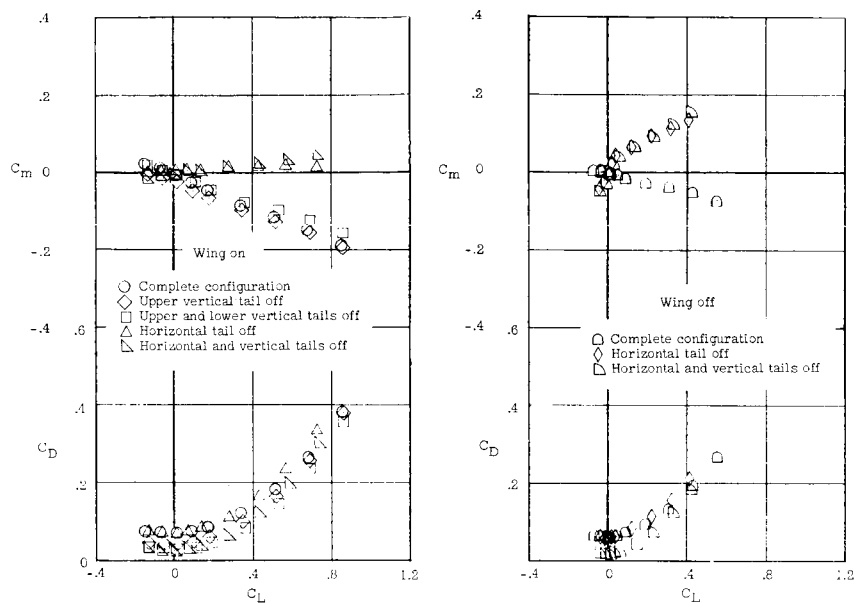 .4
.2
C_m 0
-.2
Wing on
Complete configuration
Upper vertical tail off
Upper and lower vertical tails off
Horizontal tail off
Horizontal and vertical tails off
-.4
.6
.4
C_D
.2
0
-.4 0 .4 .8 1.2
C_L
.4
.2
C_m 0
-.2
Wing off
-.4
Complete configuration
Horizontal tail off
Horizontal and vertical tails off
.6
.4
C_D
.2
0
-.4 0 .4 .8 1.2
C_L